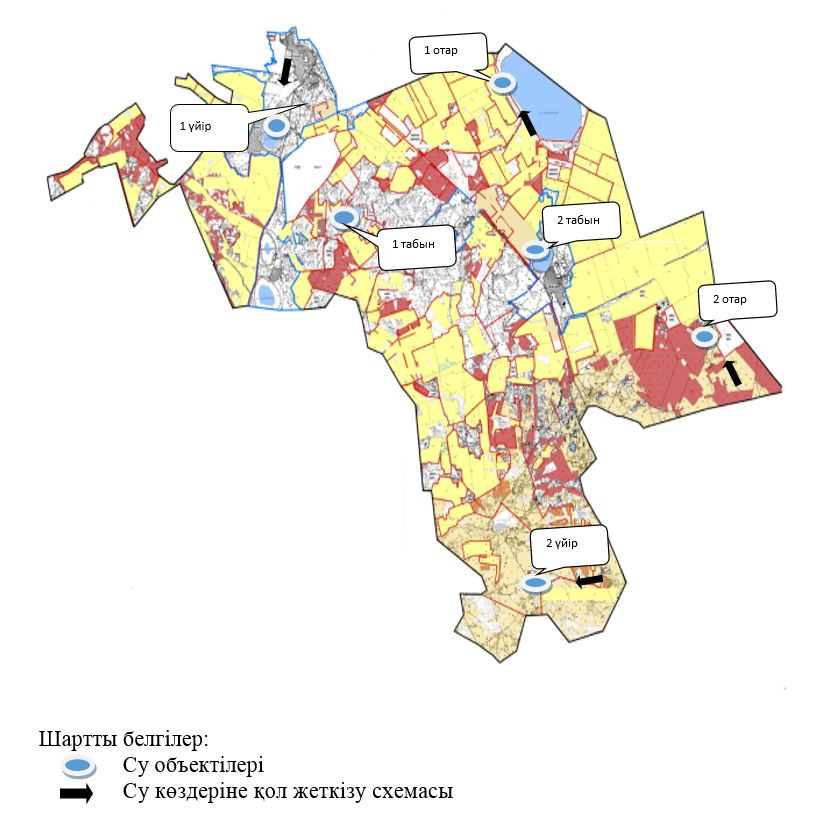 1 отар
1 үйір
2 табын
1 табын
2 отар
2 үйір
Шартты белгілер:
Су объектілері
Су көздеріне қол жеткізу схемасы